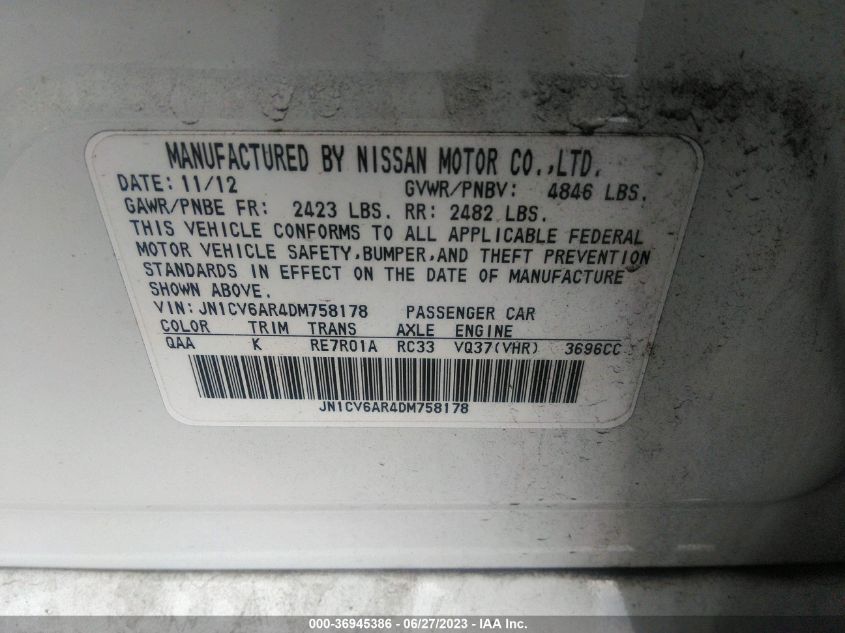 MANUFACTURED BY NISSAN MOTOR CO.,LTD.
DATE: 11/12 GVWR/PNBV: 4846 LBS.
GAWR/PNBE FR: 2423 LBS. RR: 2482 LBS.
THIS VEHICLE CONFORMS TO ALL APPLICABLE FEDERAL
MOTOR VEHICLE SAFETY,BUMPER,AND THEFT PREVENTION
STANDARDS IN EFFECT ON THE DATE OF MANUFACTURE
SHOWN ABOVE.
VIN: JN1CV6AR4DM758178 PASSENGER CAR
COLOR TRIM TRANS AXLE ENGINE
QAA K RE7R01A RC33 VQ37(VHR) 3696CC
JN1CV6AR4DM758178
000-36945386 - 06/27/2023 - IAA Inc.